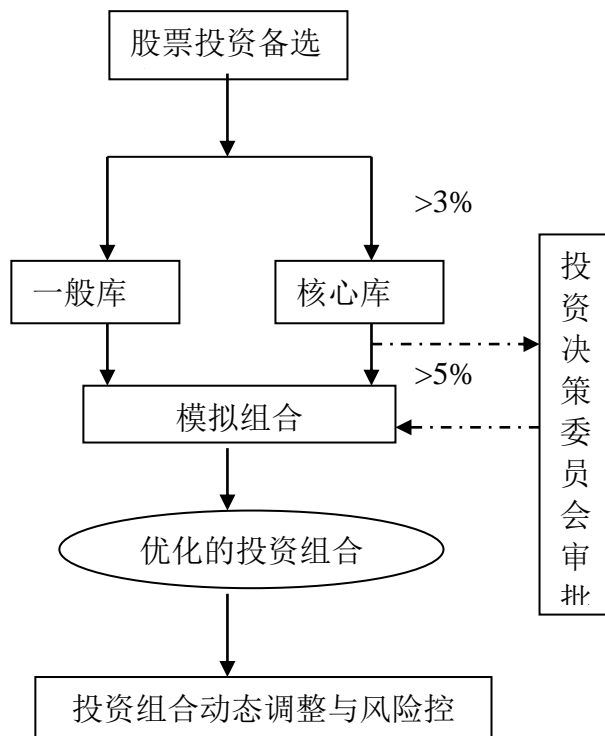 股票投资备选
>3%
一般库
核心库
>5%
模拟组合
投资决策委员会审批
优化的投资组合
投资组合动态调整与风险控